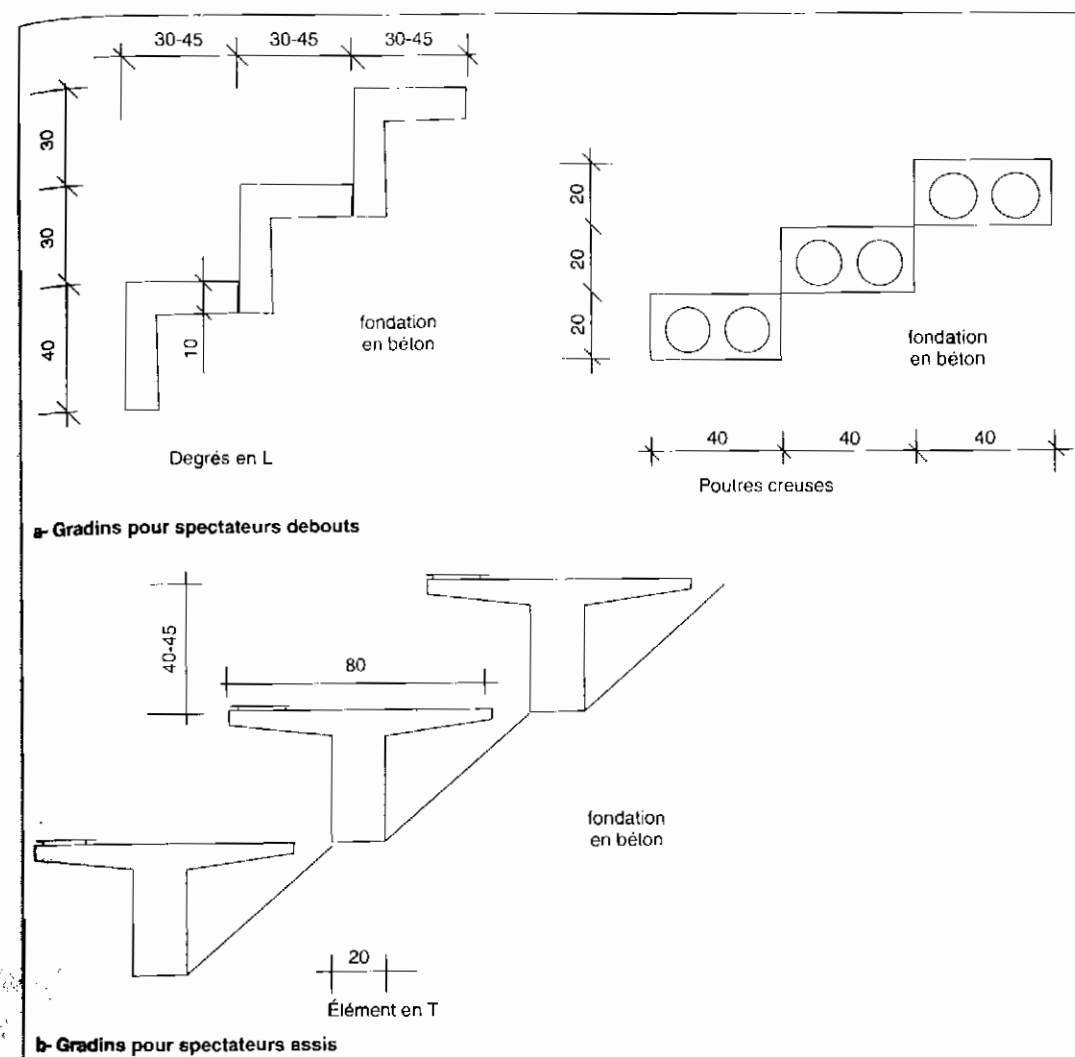 30-45 30-45 30-45
30
30
40
10
fondation
en béton
Degrés en L
20
20
20
fondation
en béton
40 40 40
Poutres creuses
a- Gradins pour spectateurs debouts
40-45
80
fondation
en béton
20
Élément en T
b- Gradins pour spectateurs assis